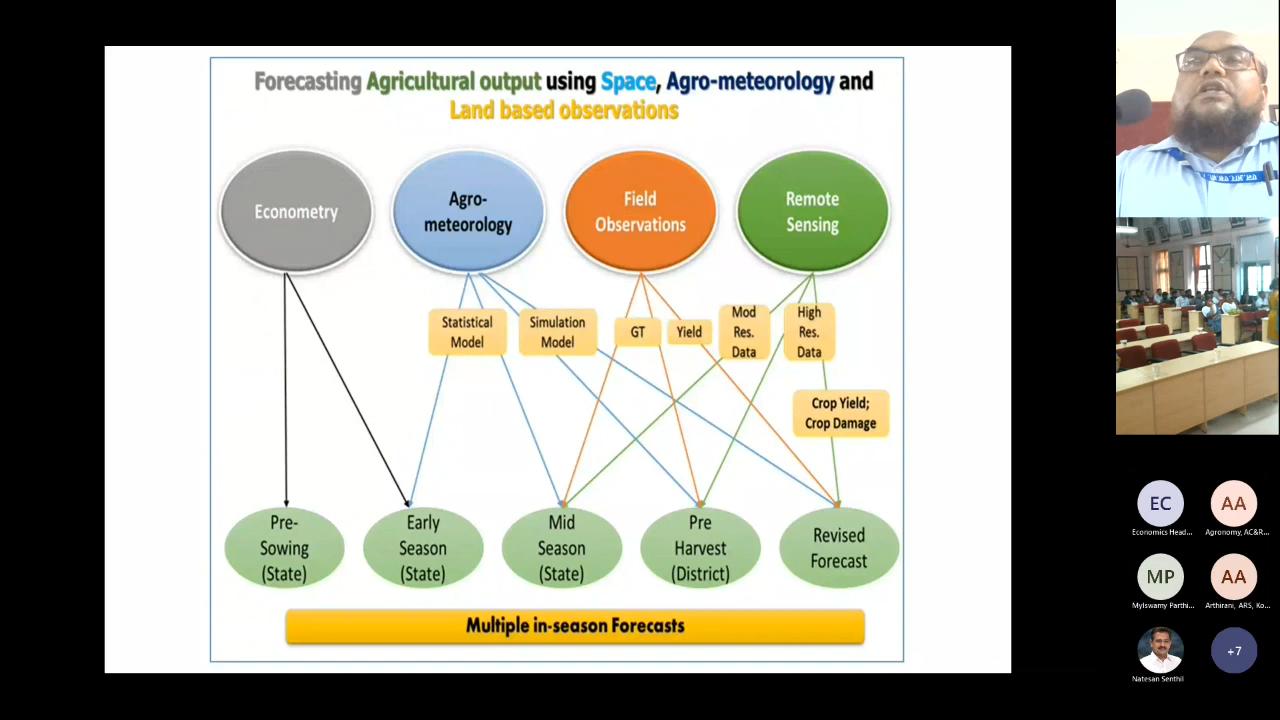 Forecasting Agricultural output using Space, Agro-meteorology and
Land based observations
Econometry
Agro-
meteorology
Field
Observations
Remote
Sensing
Statistical
Model
Simulation
Model
GT
Yield
Mod
Res.
Data
High
Res.
Data
Crop Yield;
Crop Damage
Pre-
Sowing
(State)
Early
Season
(State)
Mid
Season
(State)
Pre
Harvest
(District)
Revised
Forecast
Multiple in-season Forecasts
EC
Economics Head...
AA
Agronomy, AC&R...
MP
Mylswamy Parthi...
AA
Arthirani, ARS, Ko...
Natesan Senthil
+7